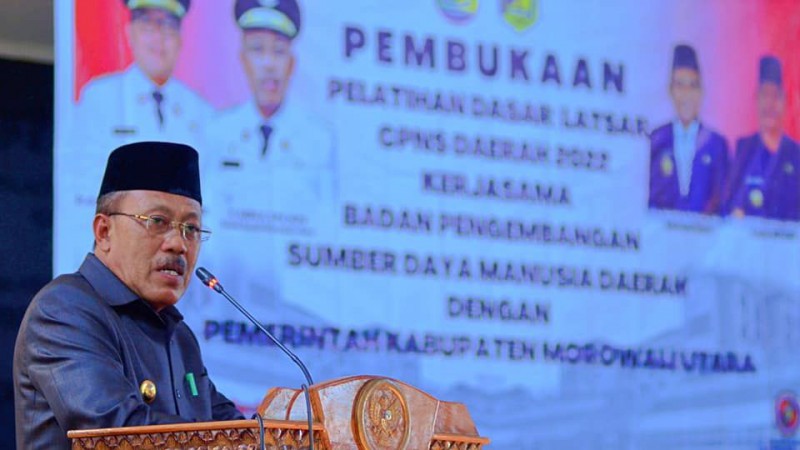 PEMBUKAAN
PELATIHAN DASAR LATSAR
CPNS DAERAH 2022
KERJASAMA
BADAN PENGEMBANGAN
SUMBER DAYA MANUSIA DAERAH
DENGAN
PEMERINTAH KABUPATEN MOROWALI UTARA